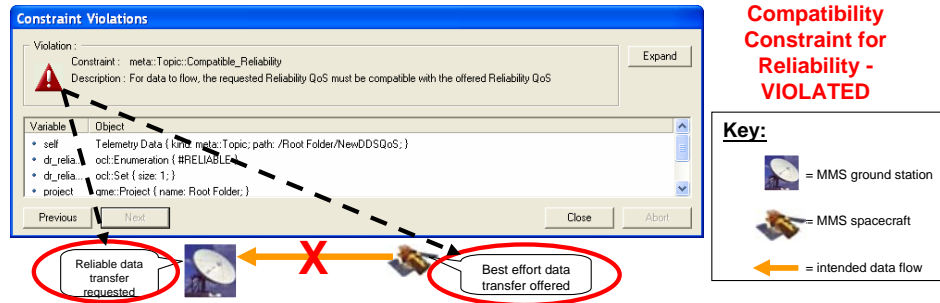 Constraint Violations
Violation :
Constraint : meta::Topic::Compatible_Reliability
Description : For data to flow, the requested Reliability QoS must be compatible with the offered Reliability QoS
Expand
Variable Object
self Telemetry Data { kind: meta::Topic; path: /Root Folder/NewDDSQoS; }
dr_relia... ocl::Enumeration { #RELIABLE }
dr_relia... ocl::Set { size: 1; }
project gme::Project { name: Root Folder; }
Previous Next Close Abort
Reliable data
transfer
requested
X
Best effort data
transfer offered
Compatibility
Constraint for
Reliability -
VIOLATED
Key:
= MMS ground station
= MMS spacecraft
= intended data flow